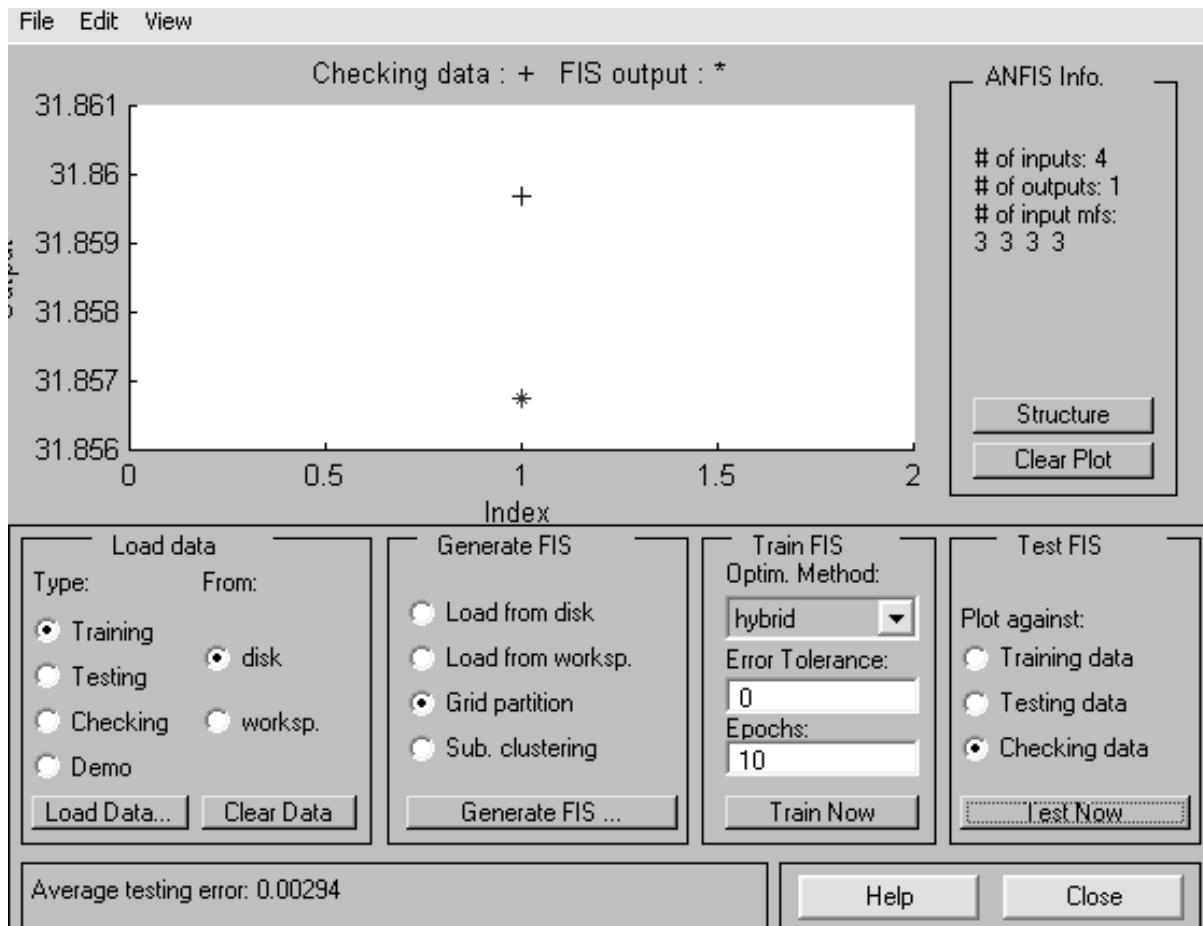 File Edit View
Checking data : + FIS output : *
31.861
31.86
31.859
31.858
31.857
31.856
0 0.5 1 1.5 2
Index
ANFIS Info.
# of inputs: 4
# of outputs: 1
# of input mfs:
3 3 3 3
Structure
Clear Plot
Load data
Type: From:
Training
disk
Testing
Checking
worksp.
Demo
Load Data... Clear Data
Generate FIS
Load from disk
Load from worksp.
Grid partition
Sub. clustering
Generate FIS ...
Train FIS
Optim. Method:
hybrid
Error Tolerance:
0
Epochs:
10
Train Now
Test FIS
Plot against:
Training data
Testing data
Checking data
Test Now
Average testing error: 0.00294
Help Close